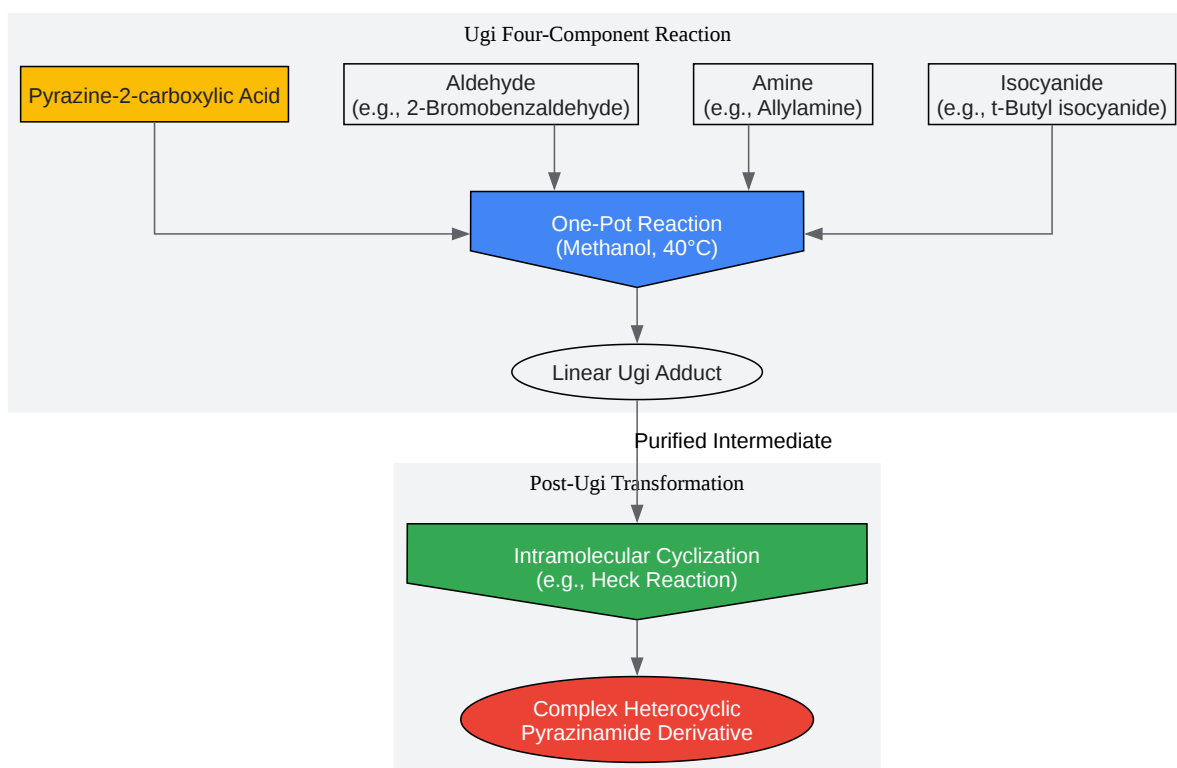 Ugi Four-Component Reaction
Pyrazine-2-carboxylic Acid
Aldehyde
(e.g., 2-Bromobenzaldehyde)
Amine
(e.g., Allylamine)
Isocyanide
(e.g., t-Butyl isocyanide)
One-Pot Reaction
(Methanol, 40°C)
Linear Ugi Adduct
Purified Intermediate
Post-Ugi Transformation
Intramolecular Cyclization
(e.g., Heck Reaction)
Complex Heterocyclic
Pyrazinamide Derivative